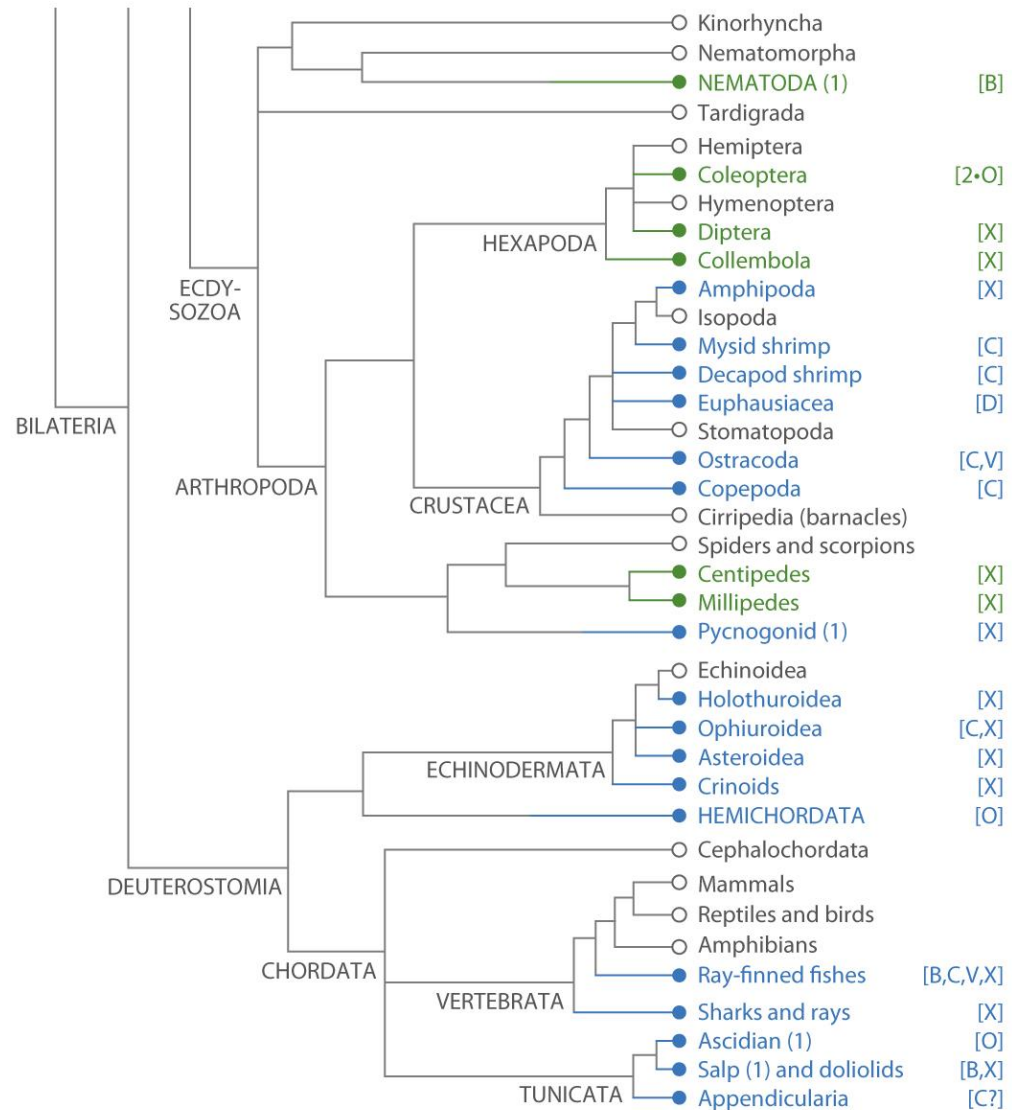 Kinorhyncha
Nematomorpha
NEMATODA (1) [B]
Tardigrada
Hemiptera
Coleoptera [2•O]
Hymenoptera
Diptera [X]
HEXAPODA
Collembola [X]
Amphipoda [X]
ECDY-
SOZOA
Isopoda
Mysid shrimp [C]
Decapod shrimp [C]
Euphausiacea [D]
BILATERIA
Stomatopoda
Ostracoda [C,V]
ARTHROPODA
Copepoda [C]
CRUSTACEA
Cirripedia (barnacles)
Spiders and scorpions
Centipedes [X]
Millipedes [X]
Pycnogonid (1) [X]
Echinoidea
Holothuroidea [X]
Ophiuroidea [C,X]
Asteroidea [X]
ECHINODERMATA
Crinoids [X]
HEMICHORDATA [O]
Cephalochordata
DEUTEROSTOMIA
Mammals
Reptiles and birds
Amphibians
CHORDATA
Ray-finned fishes [B,C,V,X]
VERTEBRATA
Sharks and rays [X]
Ascidian (1) [O]
Salp (1) and doliolids [B,X]
TUNICATA
Appendicularia [C?]